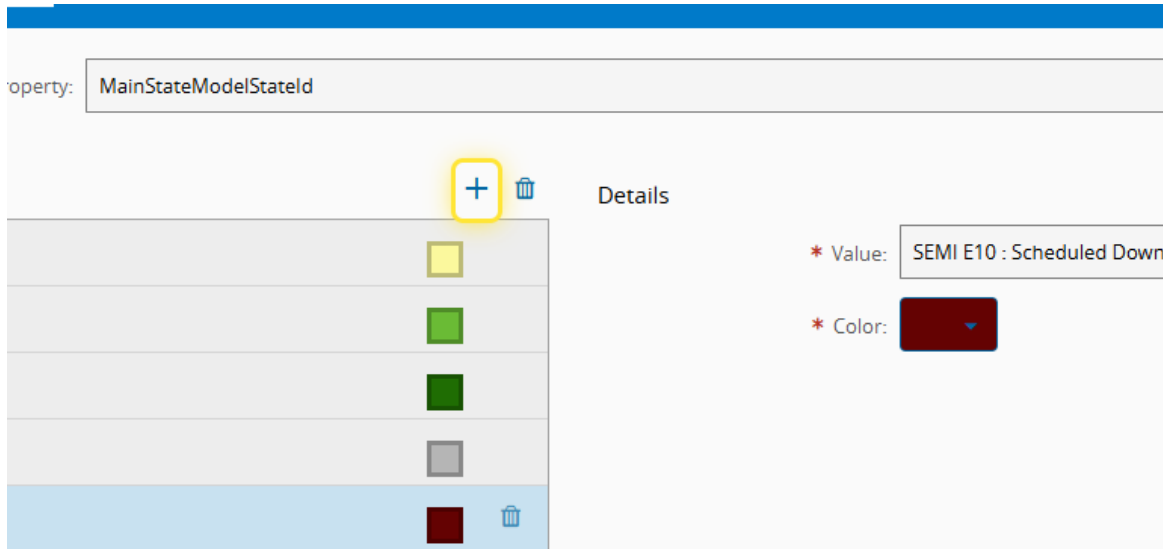 roperty: MainStateModelStateId
Details
* Value: SEMI E10 : Scheduled Down
* Color: